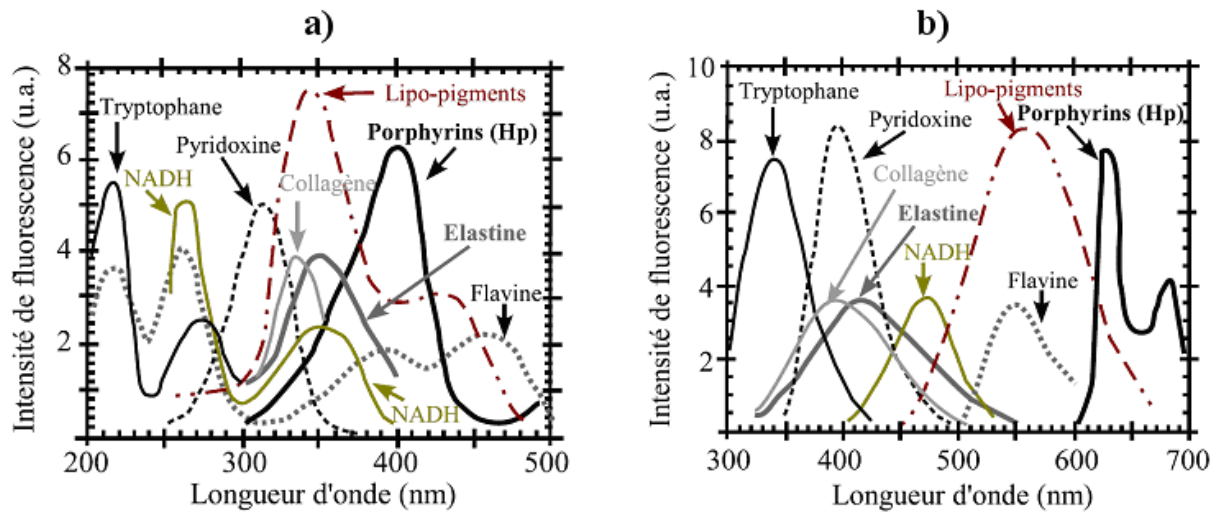 a)
8
6
4
2
Intensité de fluorescence (u.a.)
Tryptophane
NADH
Pyridoxine
Collagène
Lipo-pigments
Porphyrins (Hp)
Elastine
Flavine
NADH
200
300
400
500
Longueur d'onde (nm)
b)
10
8
6
4
2
Intensité de fluorescence (u.a.)
Tryptophane
Lipo-pigments
Pyridoxine
Porphyrins (Hp)
Collagène
Elastine
NADH
Flavine
300
400
500
600
700
Longueur d'onde (nm)